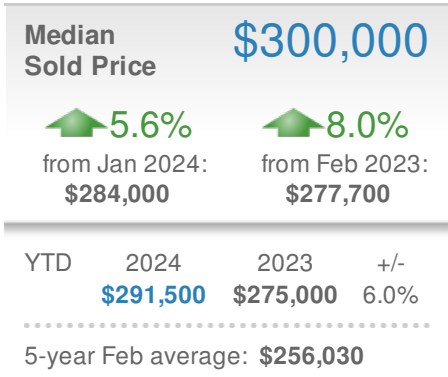 Median
Sold Price
$300,000
5.6%
from Jan 2024:
$284,000
8.0%
from Feb 2023:
$277,700
YTD 2024 2023 +/-
$291,500 $275,000 6.0%
5-year Feb average: $256,030